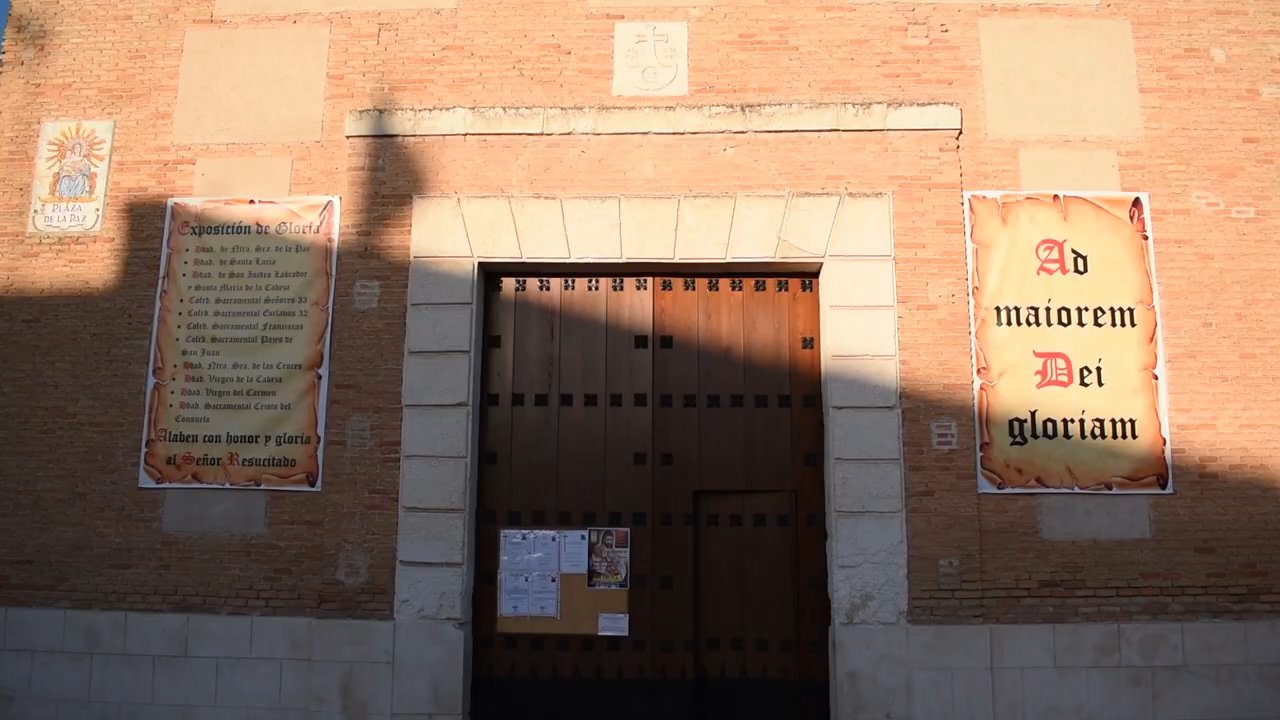 PLAZA
DE LA PAZ
Exposición de Gloria
• Hdad. de Ntra. Sra. de la Paz
• Hdad. de Santa Lucia
• Hdad. de San Isidro Labrador
y Santa Maria de la Cabeza
• Cofrd. Sacramental Señores 33
• Cofrd. Sacramental Esclavos 32
• Cofrd. Sacramental Franciscas
• Cofrd. Sacramental Pajes de
San Juan
• Hdad. Ntra. Sra. de las Cruces
• Hdad. Virgen de la Cabeza
• Hdad. Virgen del Carmen
• Hdad. Sacramental Cristo del
Consuelo
Alaben con honor y gloria
al Señor Resucitado
Ad
maiorem
Dei
gloriam